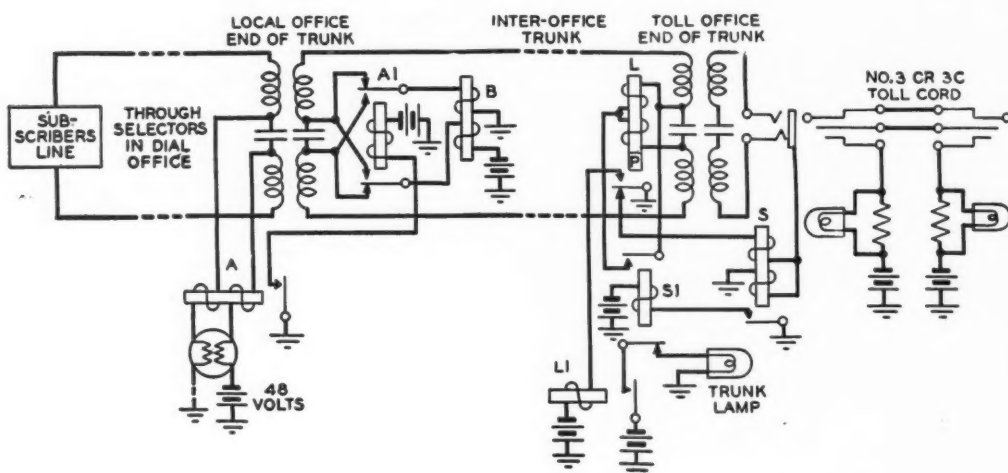 LOCAL OFFICE
END OF TRUNK
INTER-OFFICE
TRUNK
TOLL OFFICE
END OF TRUNK
A1
B
L
NO.3 CR 3C
TOLL CORD
SUB-
SCRIBERS
LINE
THROUGH
SELECTORS
IN DIAL
OFFICE
P
S
A
S1
L1
48
VOLTS
TRUNK
LAMP